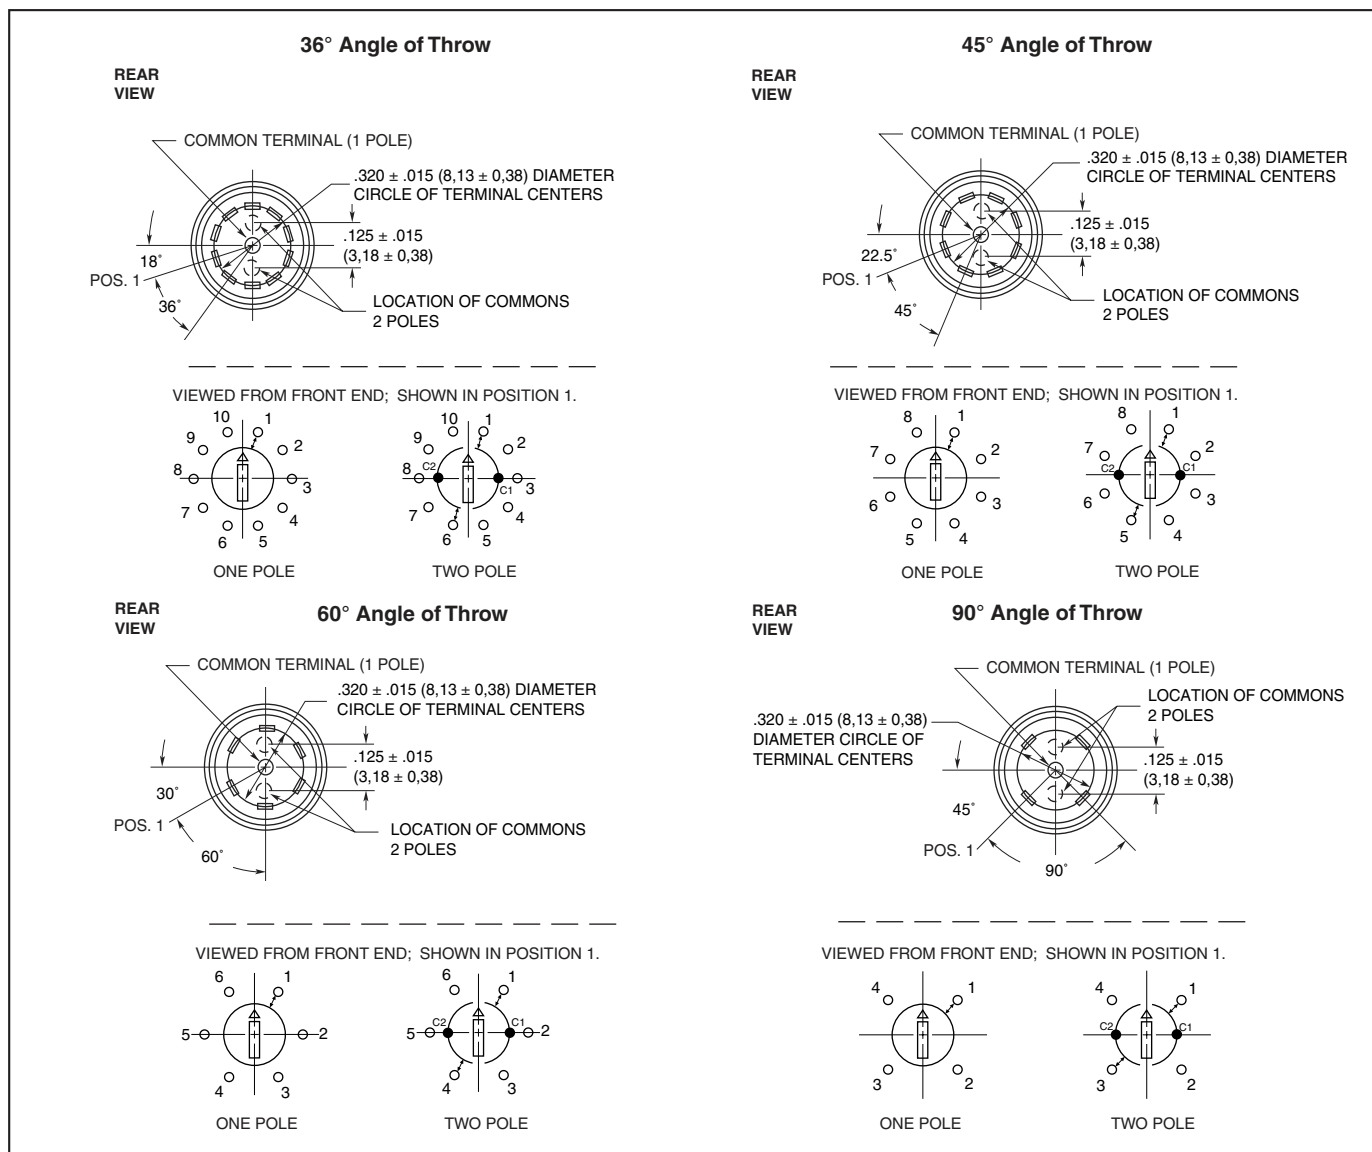 36° Angle of Throw
REAR
VIEW
COMMON TERMINAL (1 POLE)
.320 ± .015 (8,13 ± 0,38) DIAMETER
CIRCLE OF TERMINAL CENTERS
.125 ± .015
(3,18 ± 0,38)
18°
POS. 1
36°
LOCATION OF COMMONS
2 POLES
VIEWED FROM FRONT END; SHOWN IN POSITION 1.
10 1
9 2
8 3
7 4
6 5
ONE POLE
10 1
9 2
8 C2 C1 3
7 4
6 5
TWO POLE
45° Angle of Throw
REAR
VIEW
COMMON TERMINAL (1 POLE)
.320 ± .015 (8,13 ± 0,38) DIAMETER
CIRCLE OF TERMINAL CENTERS
.125 ± .015
(3,18 ± 0,38)
22.5°
POS. 1
45°
LOCATION OF COMMONS
2 POLES
VIEWED FROM FRONT END; SHOWN IN POSITION 1.
8 1
7 2
6 3
5 4
ONE POLE
8 1
7 2
C2 C1
6 3
5 4
TWO POLE
60° Angle of Throw
REAR
VIEW
COMMON TERMINAL (1 POLE)
.320 ± .015 (8,13 ± 0,38) DIAMETER
CIRCLE OF TERMINAL CENTERS
.125 ± .015
(3,18 ± 0,38)
30°
POS. 1
60°
LOCATION OF COMMONS
2 POLES
VIEWED FROM FRONT END; SHOWN IN POSITION 1.
6 1
5 2
4 3
ONE POLE
6 1
5 C2 C1 2
4 3
TWO POLE
90° Angle of Throw
REAR
VIEW
COMMON TERMINAL (1 POLE)
LOCATION OF COMMONS
2 POLES
.320 ± .015 (8,13 ± 0,38)
DIAMETER CIRCLE OF
TERMINAL CENTERS
.125 ± .015
(3,18 ± 0,38)
45°
POS. 1
90°
VIEWED FROM FRONT END; SHOWN IN POSITION 1.
4 1
3 2
ONE POLE
4 1
C2 C1
3 2
TWO POLE